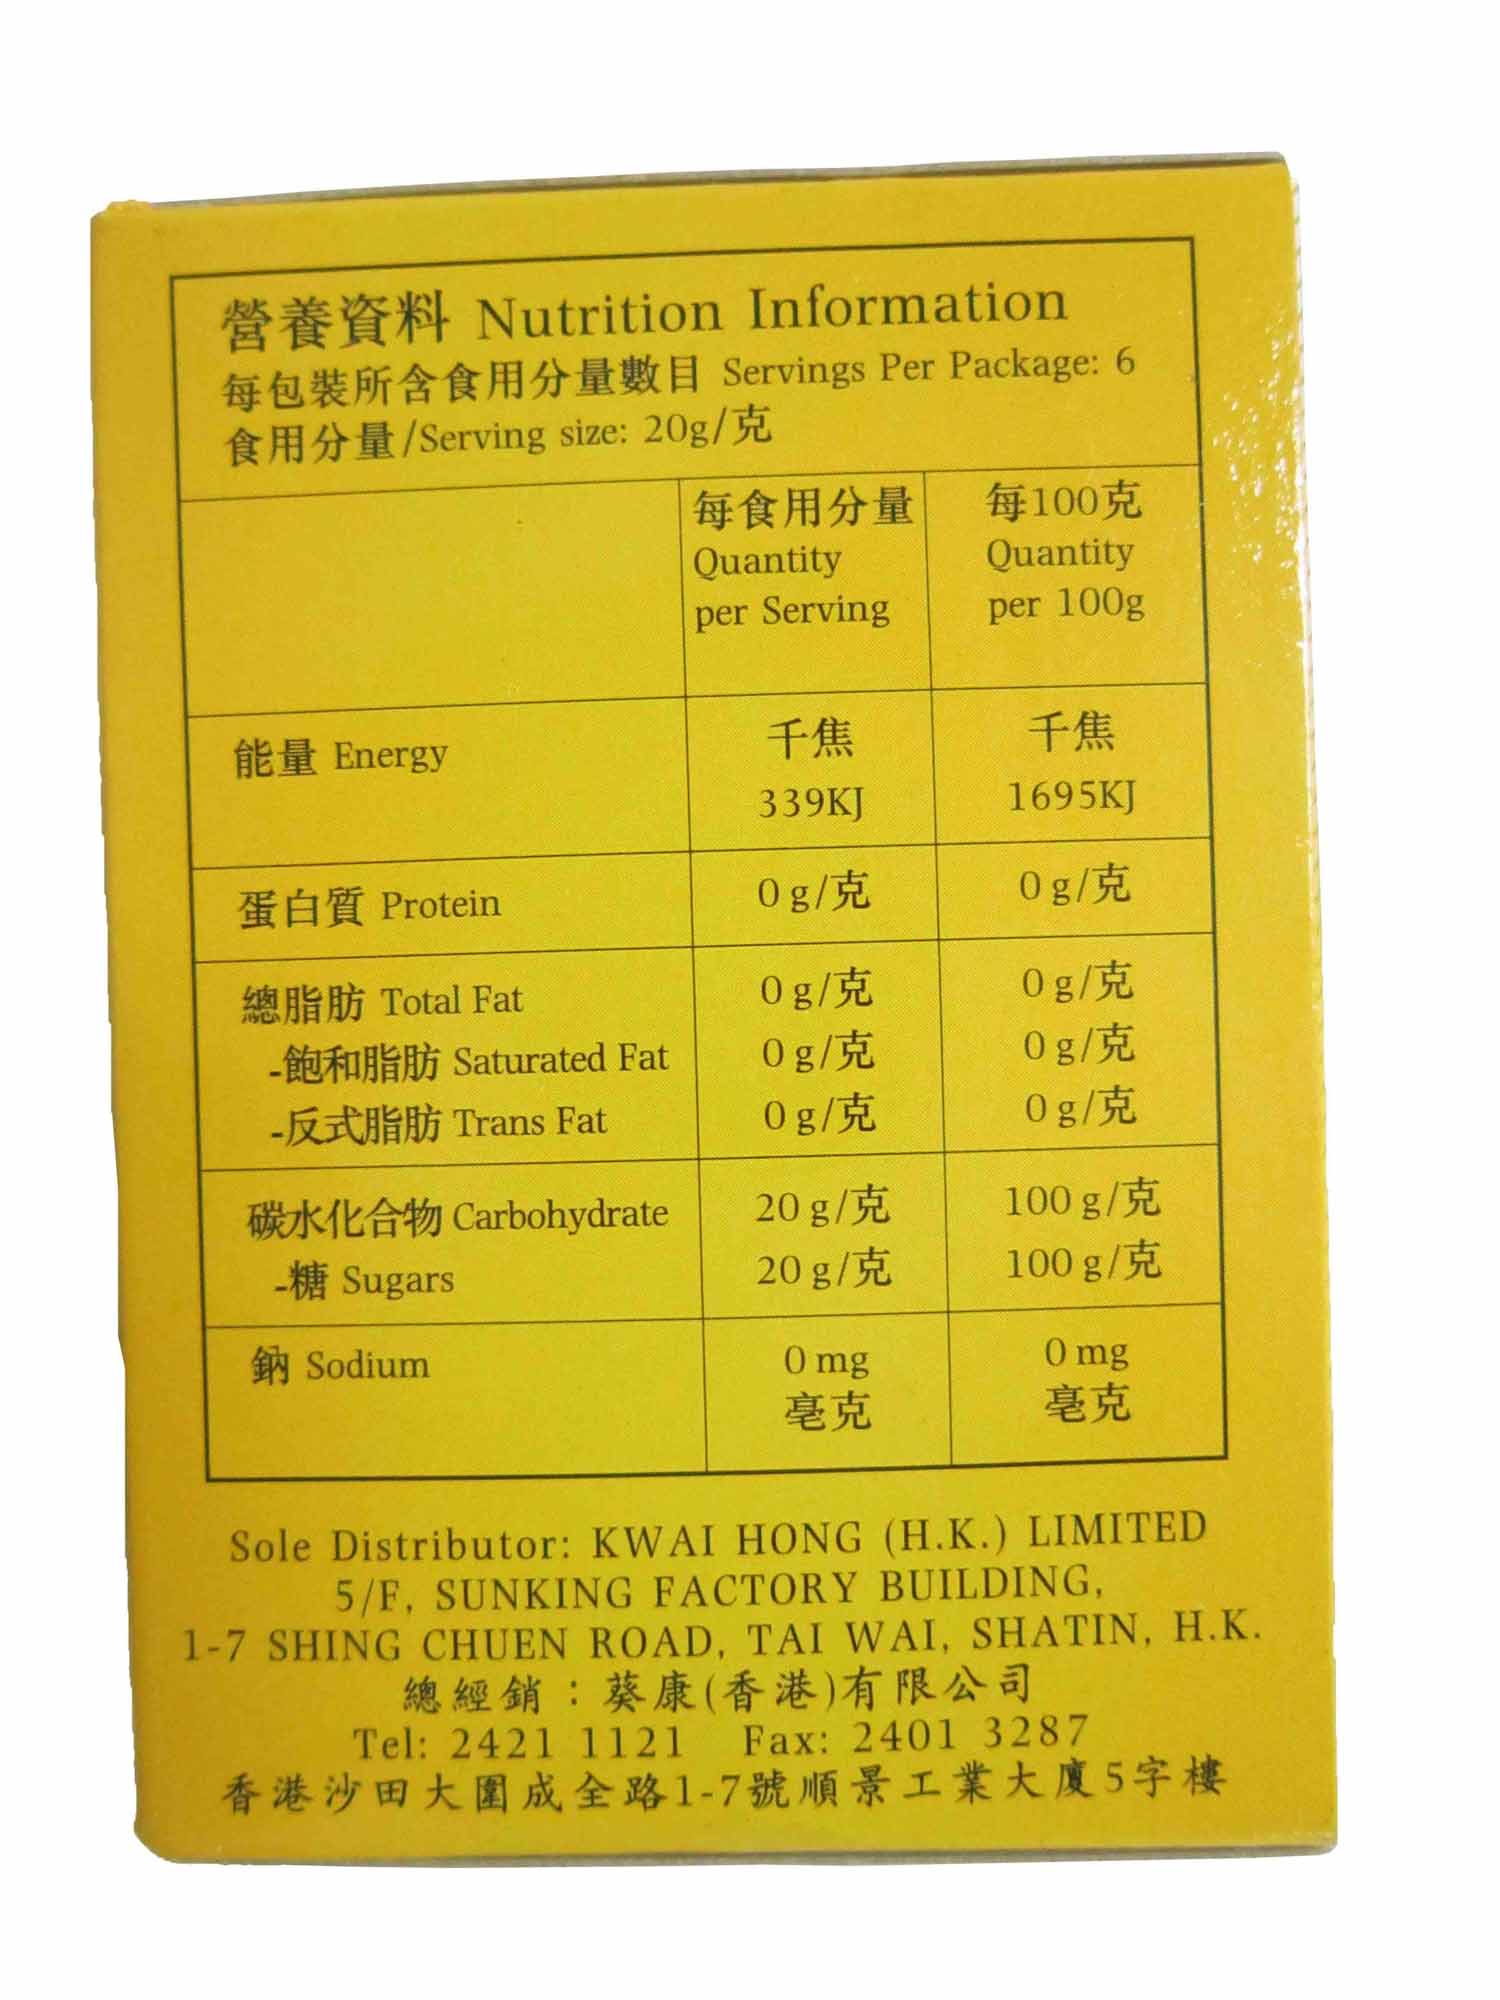 營養資料 Nutrition Information
每包裝所含食用分量數目 Servings Per Package: 6
食用分量/Serving size: 20g/克
每食用分量 每100克
Quantity Quantity
per Serving per 100g
能量 Energy 千焦 千焦
339KJ 1695KJ
蛋白質 Protein 0 g/克 0 g/克
總脂肪 Total Fat 0 g/克 0 g/克
-飽和脂肪 Saturated Fat 0 g/克 0 g/克
-反式脂肪 Trans Fat 0 g/克 0 g/克
碳水化合物 Carbohydrate 20 g/克 100 g/克
-糖 Sugars 20 g/克 100 g/克
鈉 Sodium 0 mg 0 mg
毫克 毫克
Sole Distributor: KWAI HONG (H.K.) LIMITED
5/F, SUNKING FACTORY BUILDING,
1-7 SHING CHUEN ROAD, TAI WAI, SHATIN, H.K.
總經銷：葵康(香港)有限公司
Tel: 2421 1121 Fax: 2401 3287
香港沙田大圍成全路1-7號順景工業大廈5字樓